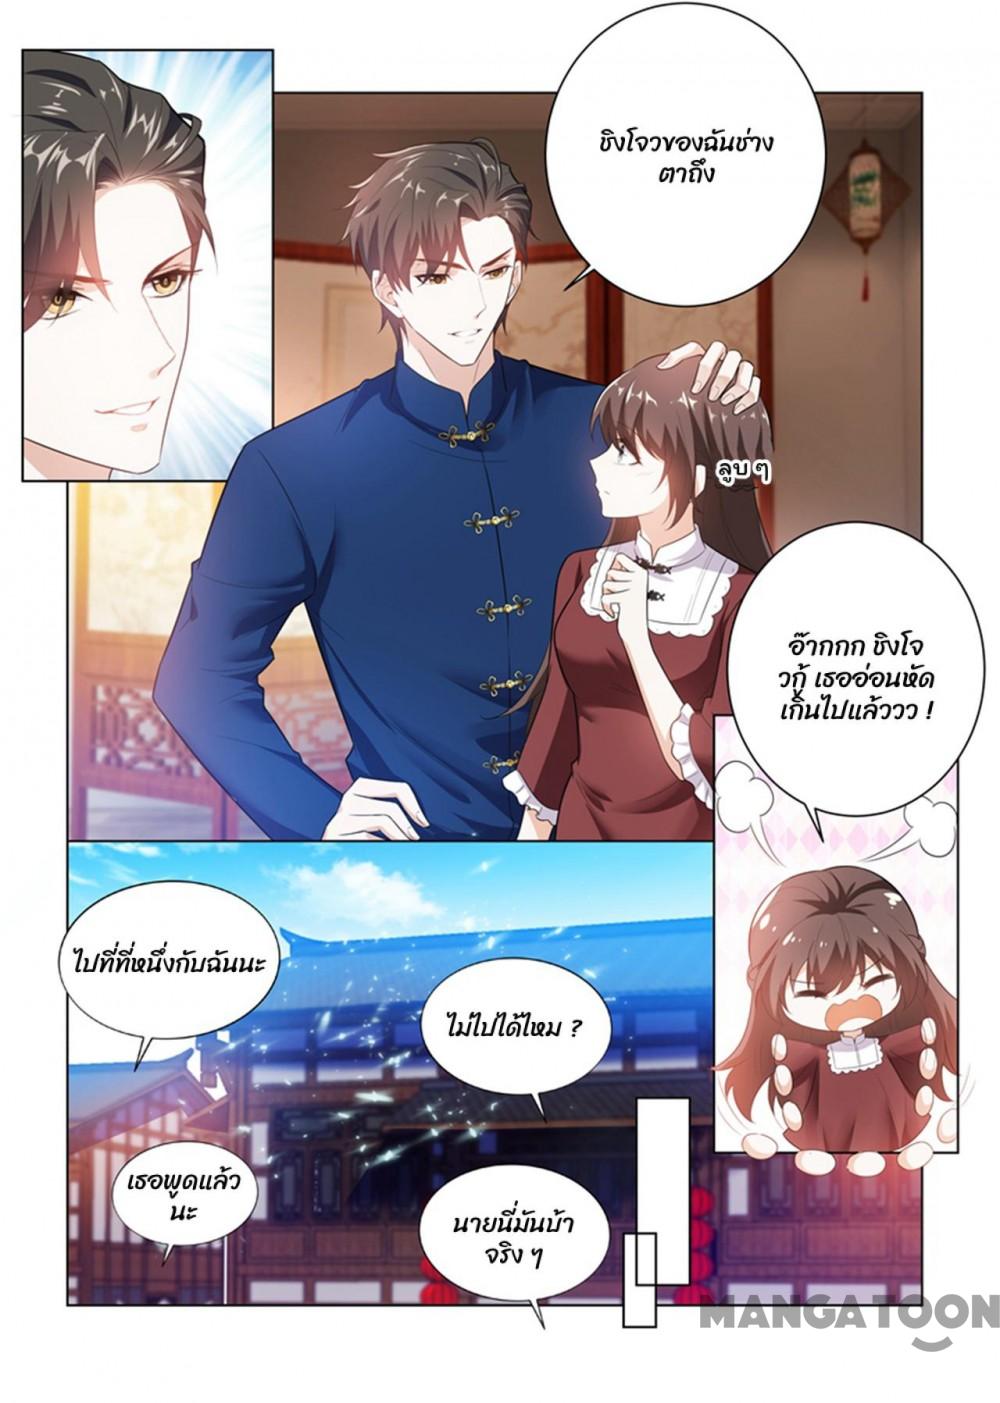 ชิงโจวของฉันช่าง
ตาถึง
ลูบ ๆ
อ๊ากกก ชิงโจ
วกู้ เธออ่อนหัด
เกินไปแล้ววว !
ไปที่ที่หนึ่งกับฉันนะ
ไม่ไปได้ไหม ?
เธอพูดแล้ว
นะ
นายนี่มันบ้า
จริง ๆ
MANGATOON